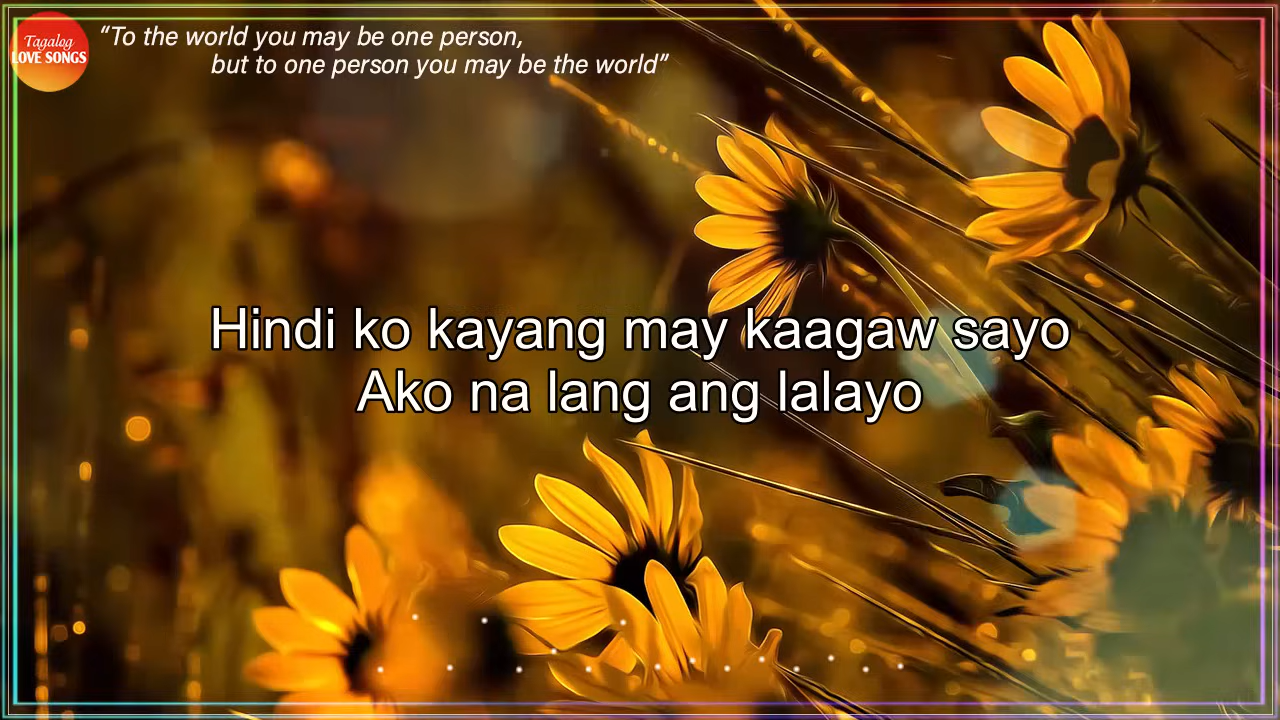 Tagalog
LOVE SONGS
“To the world you may be one person,
but to one person you may be the world”
Hindi ko kayang may kaagaw sayo
Ako na lang ang lalayo